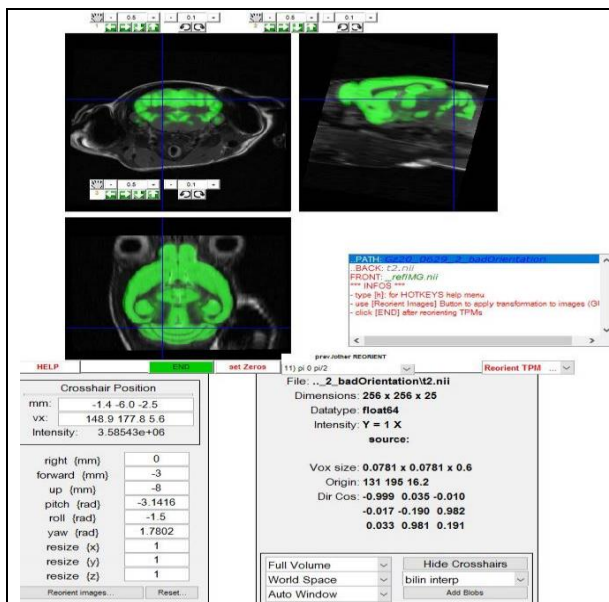 - 0.5 + - 0.1 + - 0.5 + - 0.1 +
- 0.5 + - 0.1 +
..PATH: Gz20_0629_2_badOrientation
..BACK: t2.nii
FRONT: _refIMG.nii
*** INFOS ***
- type [h]: for HOTKEYS help menu
- use [Reorient Images] Button to apply transformation to images (GU
- click [END] after reorienting TPMs
prev./other REORIENT
HELP END set Zeros 11) pi 0 pi/2 Reorient TPM ...
Crosshair Position
mm: -1.4 -6.0 -2.5
vx: 148.9 177.8 5.6
Intensity: 3.58543e+06
right {mm} 0
forward {mm} -3
up {mm} -8
pitch {rad} -3.1416
roll {rad} -1.5
yaw {rad} 1.7802
resize {x} 1
resize {y} 1
resize {z} 1
Reorient images... Reset...
File: .._2_badOrientation\t2.nii
Dimensions: 256 x 256 x 25
Datatype: float64
Intensity: Y = 1 X
source:
Vox size: 0.0781 x 0.0781 x 0.6
Origin: 131 195 16.2
Dir Cos: -0.999 0.035 -0.010
-0.017 -0.190 0.982
0.033 0.981 0.191
Full Volume Hide Crosshairs
World Space bilin interp
Auto Window Add Blobs